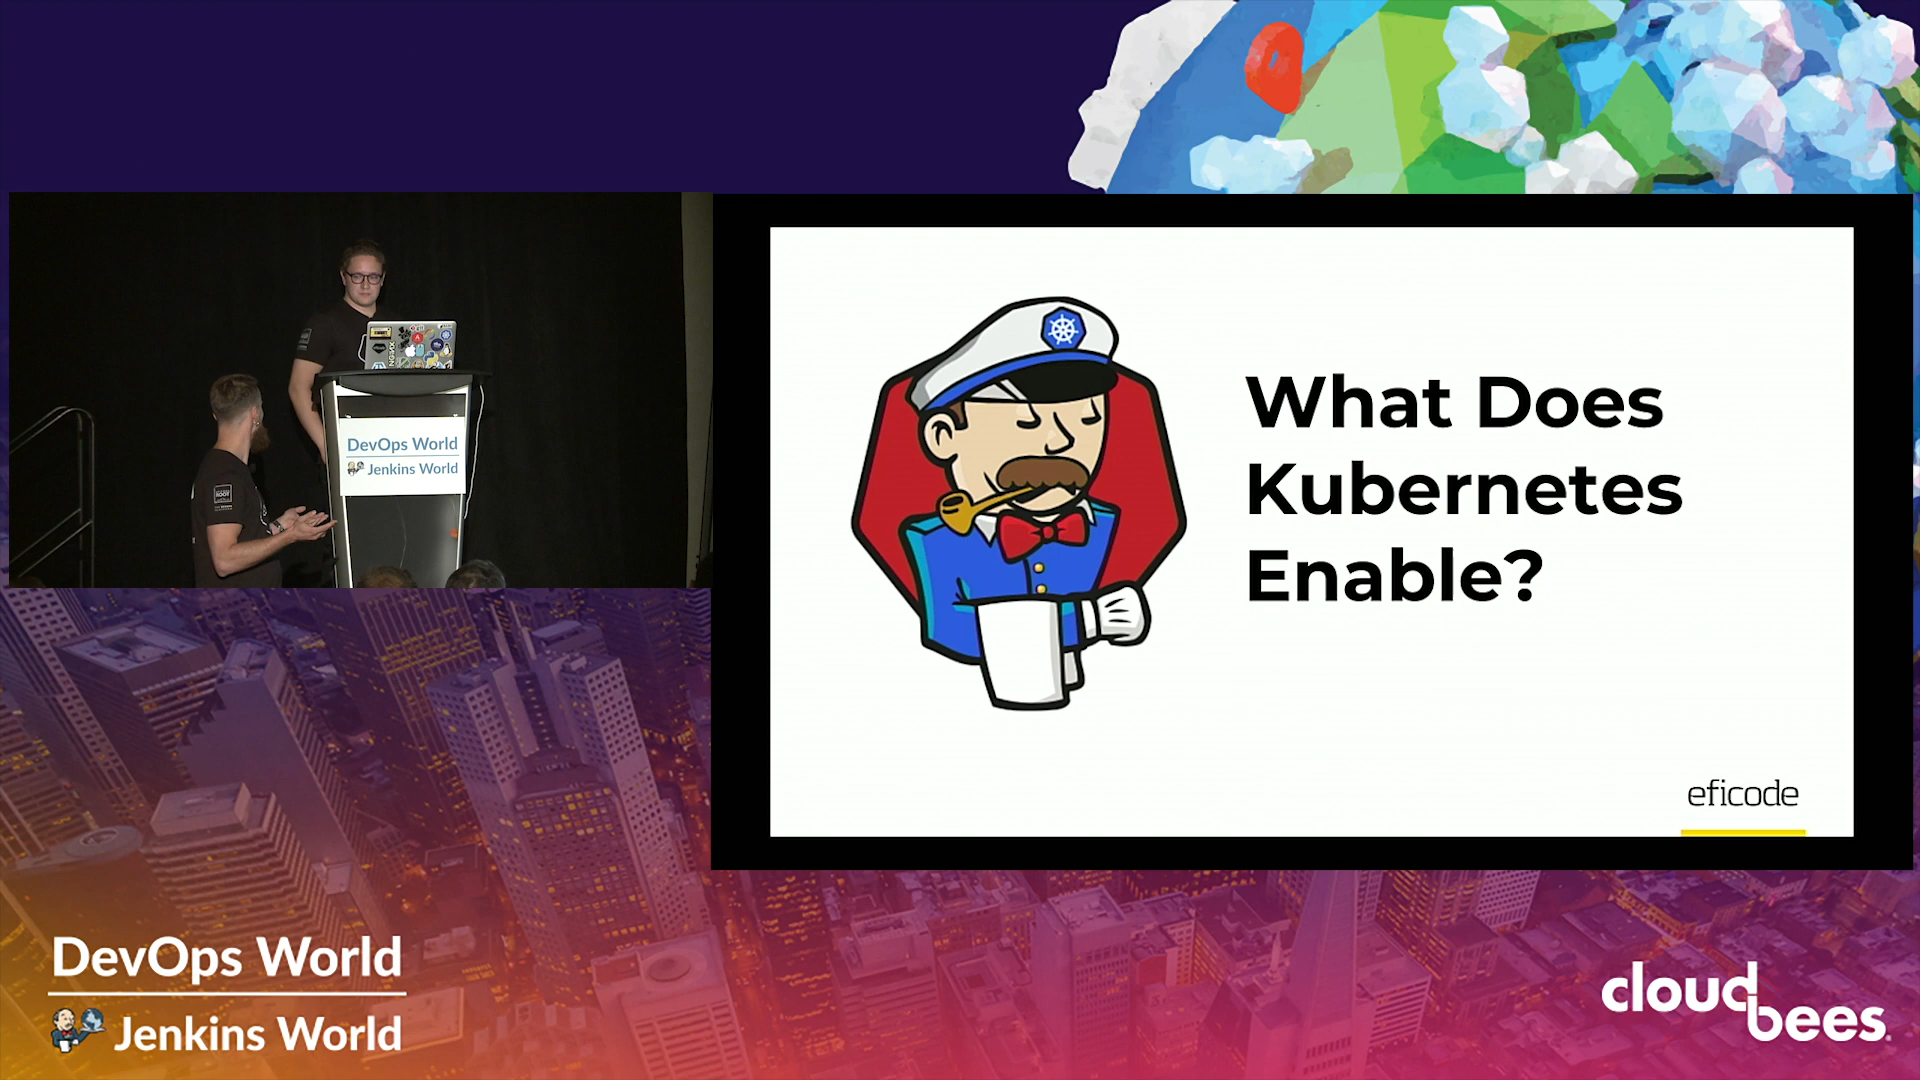 DevOps World
Jenkins World
What Does
Kubernetes
Enable?
eficode
DevOps World
Jenkins World
cloudbees